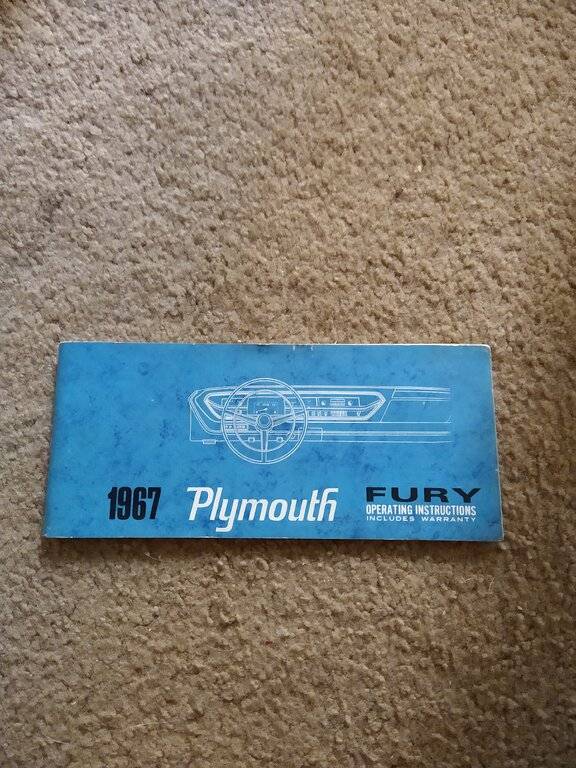 1967 Plymouth FURY
OPERATING INSTRUCTIONS
INCLUDES WARRANTY